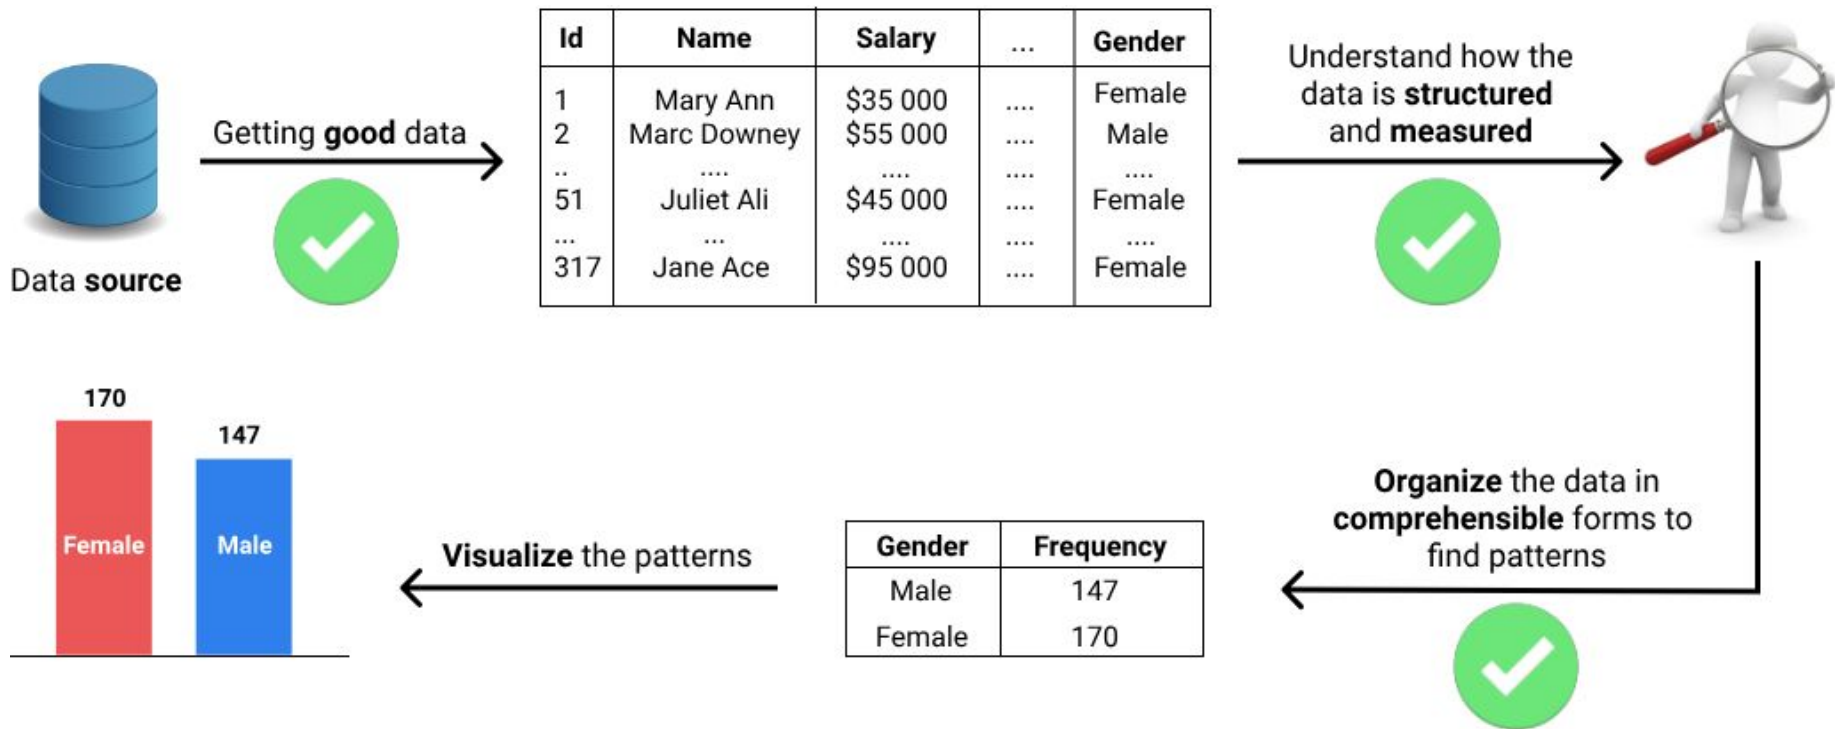 Data source
Getting good data
Id Name Salary ... Gender
1 Mary Ann $35 000 .... Female
2 Marc Downey $55 000 .... Male
.. .... .... .... ....
51 Juliet Ali $45 000 .... Female
... ... .... .... ....
317 Jane Ace $95 000 .... Female
Understand how the
data is structured
and measured
Organize the data in
comprehensible forms to
find patterns
Gender Frequency
Male 147
Female 170
Visualize the patterns
170
147
Female
Male